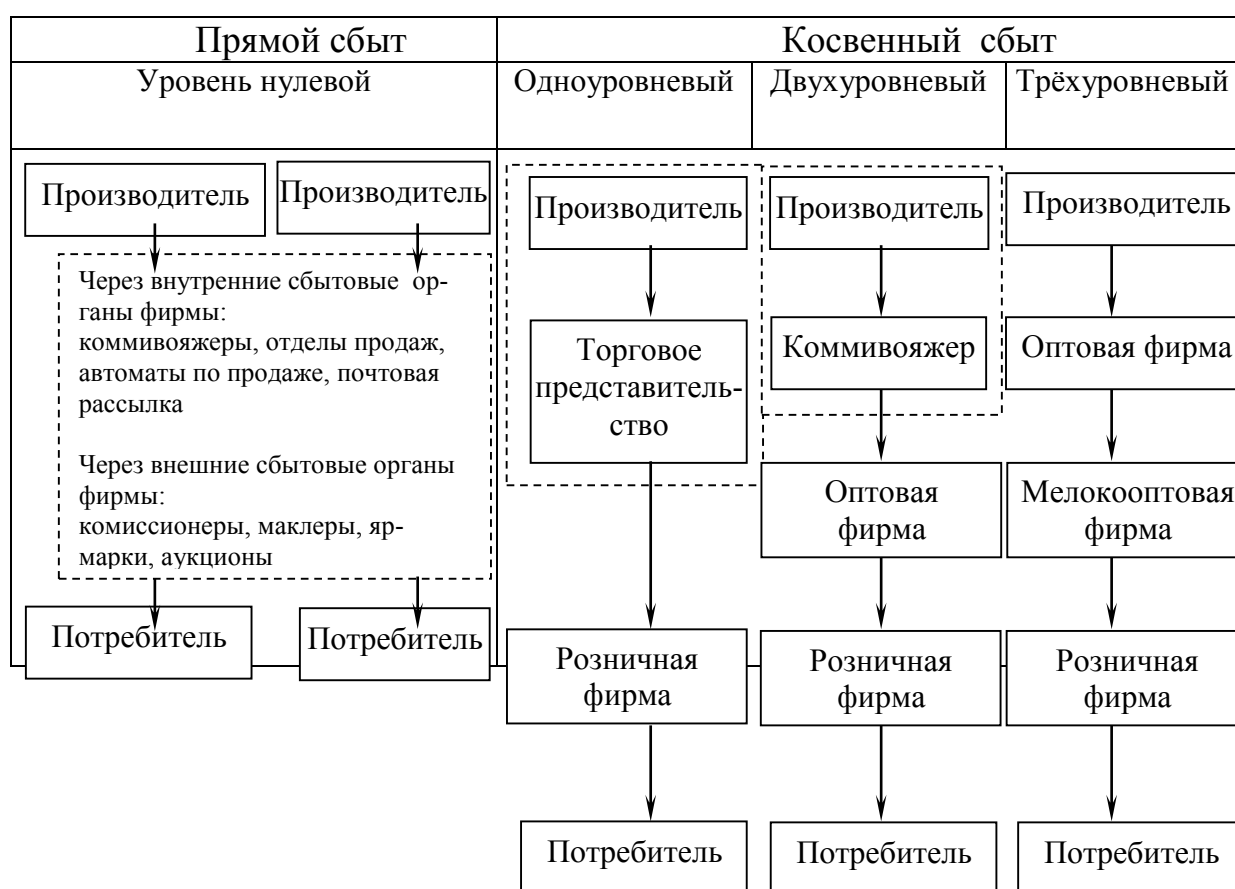 Прямой сбыт
Косвенный сбыт
Уровень нулевой
Одноуровневый
Двухуровневый
Трёхуровневый
Производитель
Производитель
Через внутренние сбытовые ор-
ганы фирмы:
коммивояжеры, отделы продаж,
автоматы по продаже, почтовая
рассылка
Через внешние сбытовые органы
фирмы:
комиссионеры, маклеры, яр-
марки, аукционы
Потребитель
Потребитель
Производитель
Торговое
представитель-
ство
Розничная
фирма
Потребитель
Производитель
Коммивояжер
Оптовая
фирма
Розничная
фирма
Потребитель
Производитель
Оптовая фирма
Мелкооптовая
фирма
Розничная
фирма
Потребитель